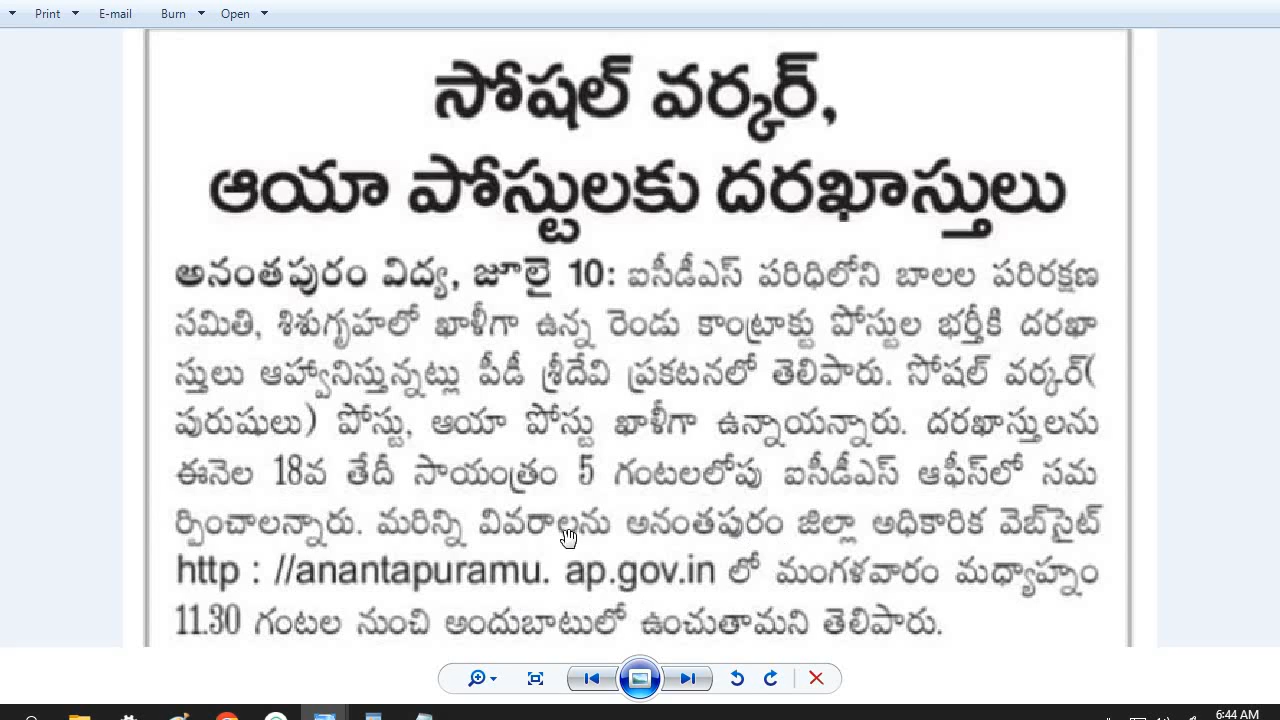 Print E-mail Burn Open
సోషల్ వర్కర్,
ఆయా పోస్టులకు దరఖాస్తులు
అనంతపురం విద్య, జూలై 10: ఐసీడీఎస్ పరిధిలోని బాలల పరిరక్షణ
సమితి, శిశుగృహలో ఖాళీగా ఉన్న రెండు కాంట్రాక్టు పోస్టుల భర్తీకి దరఖా
స్తులు ఆహ్వానిస్తున్నట్లు పీడీ శ్రీదేవి ప్రకటనలో తెలిపారు. సోషల్ వర్కర్(
పురుషులు) పోస్టు, ఆయా పోస్టు ఖాళీగా ఉన్నాయన్నారు. దరఖాస్తులను
ఈనెల 18వ తేదీ సాయంత్రం 5 గంటలలోపు ఐసీడీఎస్ ఆఫీస్‌లో సమ
ర్పించాలన్నారు. మరిన్ని వివరాలను అనంతపురం జిల్లా అధికారిక వెబ్‌సైట్
http : //anantapuramu. ap.gov.in లో మంగళవారం మధ్యాహ్నం
11.30 గంటల నుంచి అందుబాటులో ఉంచుతామని తెలిపారు.
6:44 AM